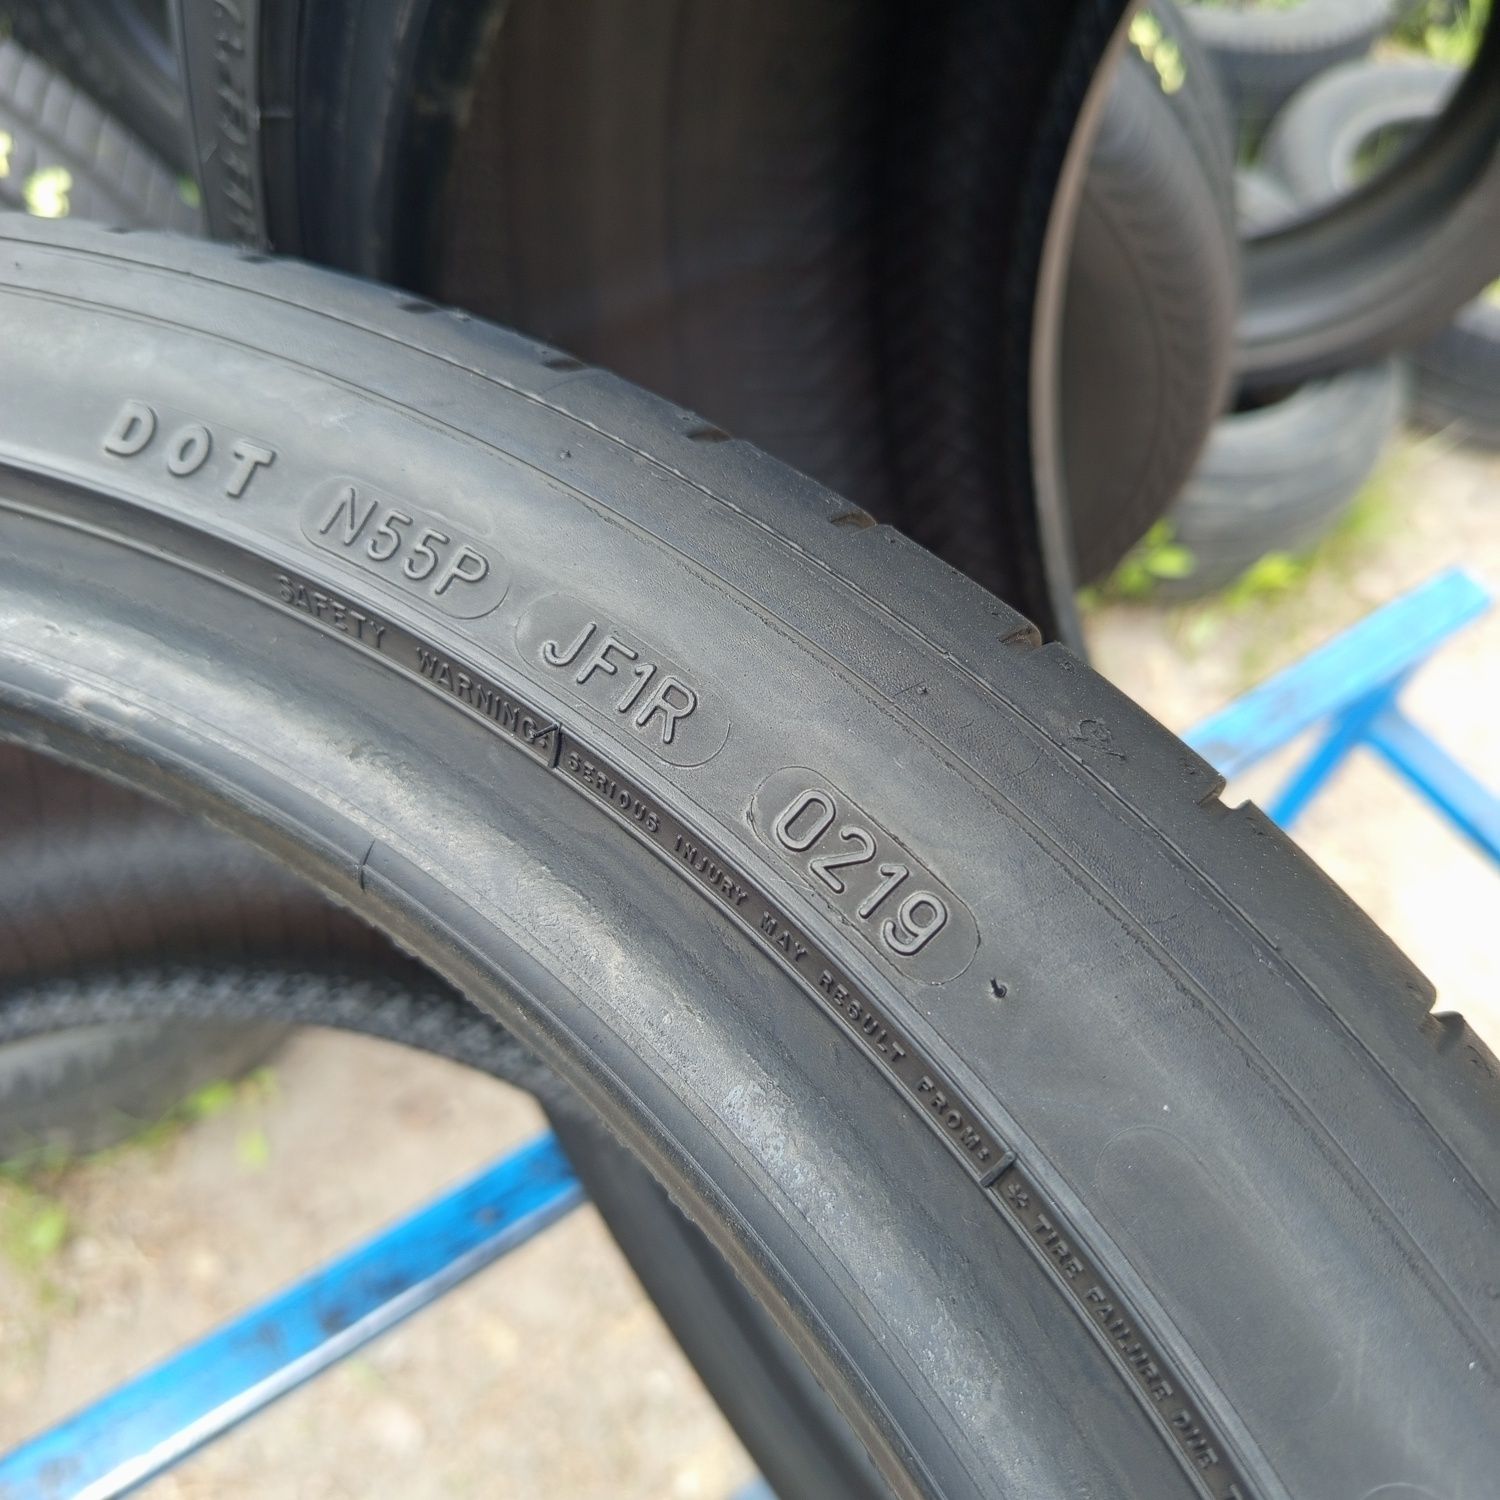 DOT N55P JF1R 0219
SAFETY WARNING: SERIOUS INJURY MAY RESULT FROM: * TIRE FAILURE DUE